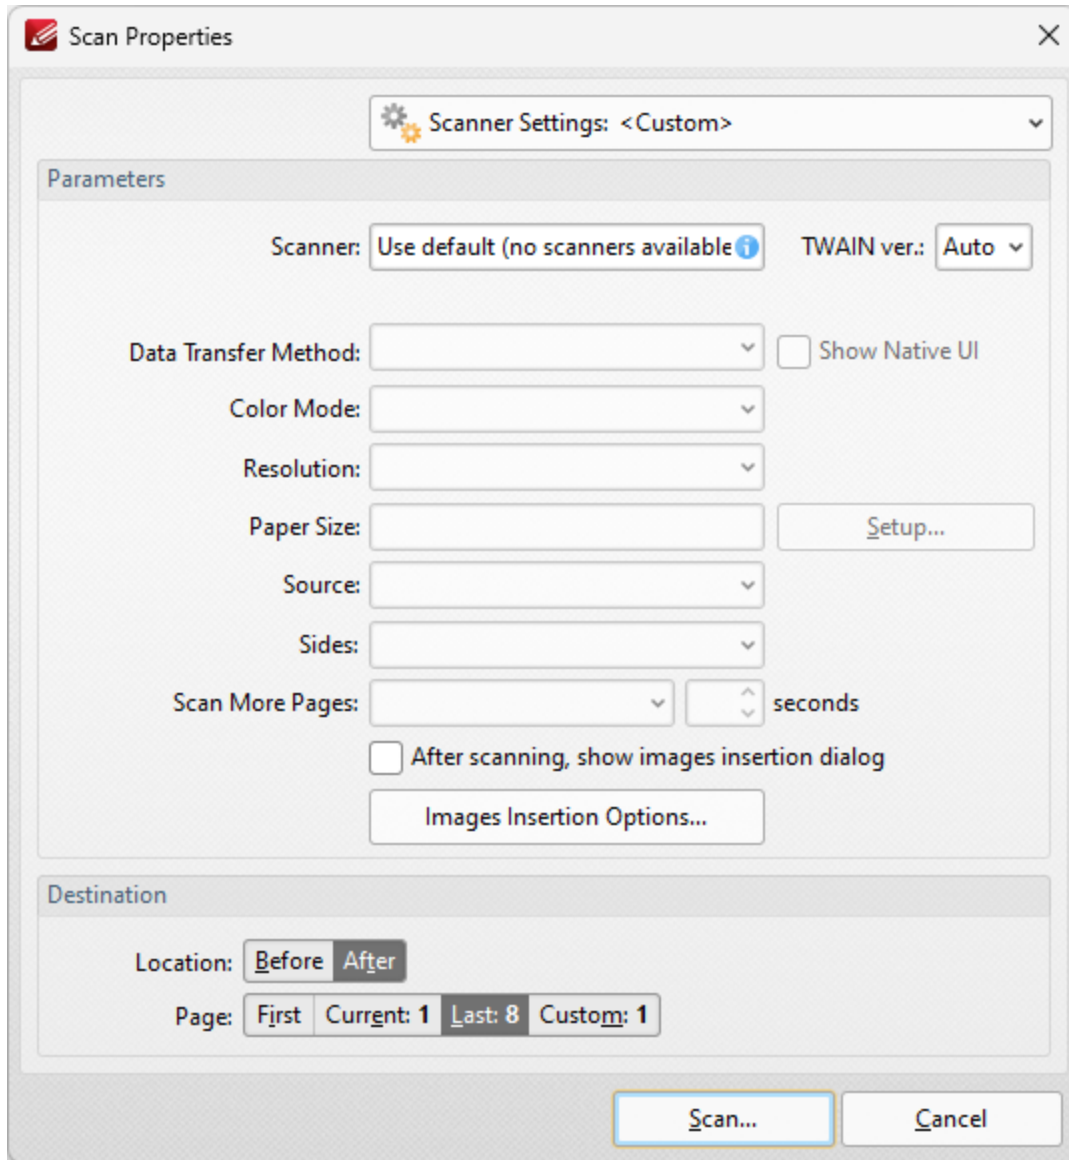 Scan Properties
Scanner Settings: <Custom>
Parameters
Scanner: Use default (no scanners available TWAIN ver.: Auto
Data Transfer Method: Show Native UI
Color Mode:
Resolution:
Paper Size: Setup...
Source:
Sides:
Scan More Pages: seconds
After scanning, show images insertion dialog
Images Insertion Options...
Destination
Location: Before After
Page: First Current: 1 Last: 8 Custom: 1
Scan... Cancel